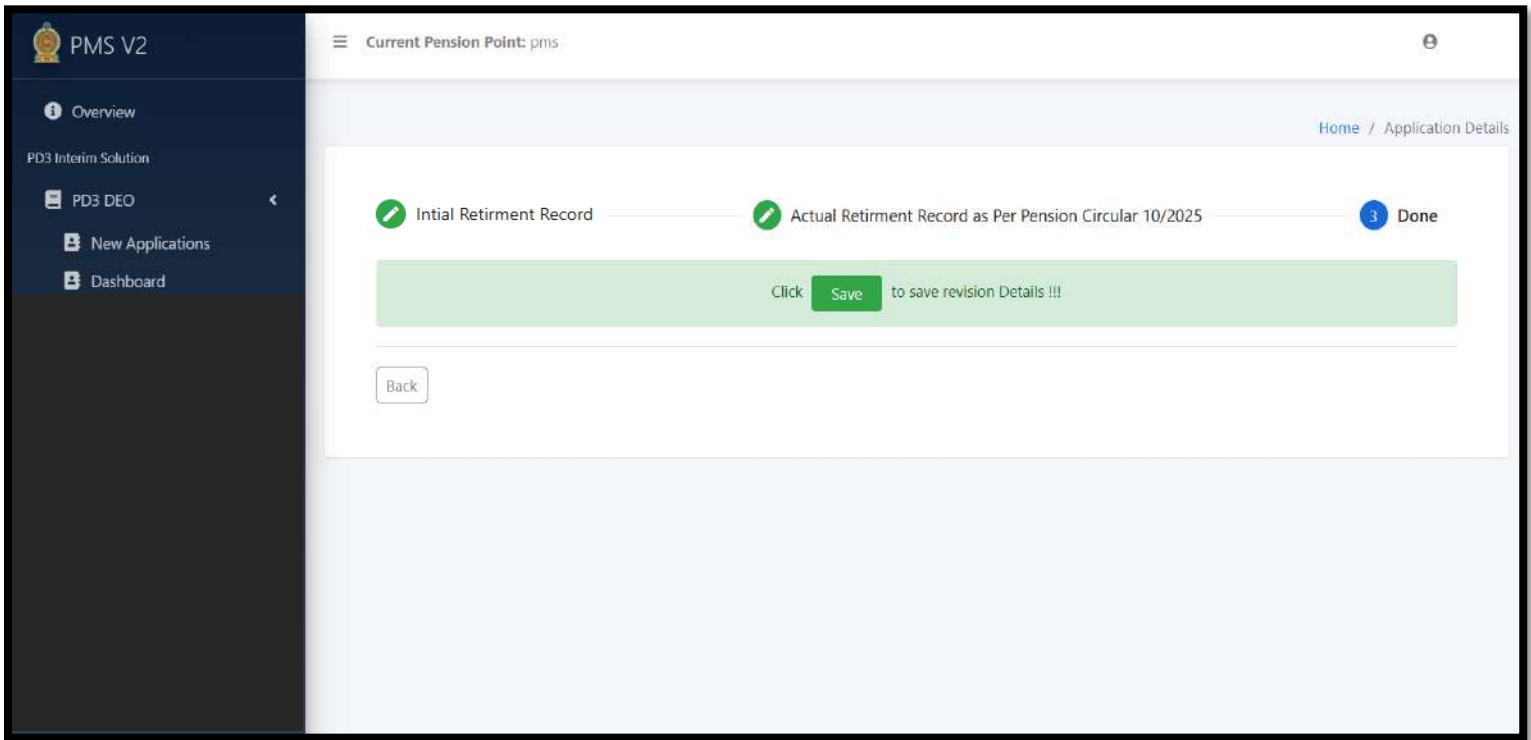 PMS V2
Current Pension Point: pms
Overview
Home / Application Details
PD3 Interim Solution
PD3 DEO
New Applications
Dashboard
Intial Retirment Record
Actual Retirment Record as Per Pension Circular 10/2025
3 Done
Click Save to save revision Details !!!
Back